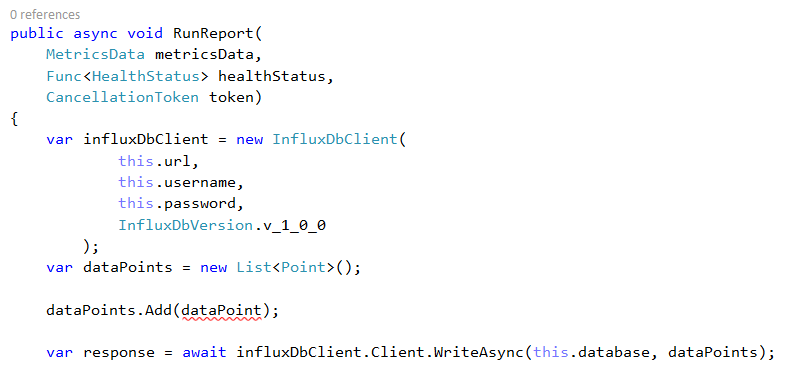 0 references
public async void RunReport(
    MetricsData metricsData,
    Func<HealthStatus> healthStatus,
    CancellationToken token)
{
    var influxDbClient = new InfluxDbClient(
            this.url,
            this.username,
            this.password,
            InfluxDbVersion.v_1_0_0
        );
    var dataPoints = new List<Point>();

    dataPoints.Add(dataPoint);

    var response = await influxDbClient.Client.WriteAsync(this.database, dataPoints);